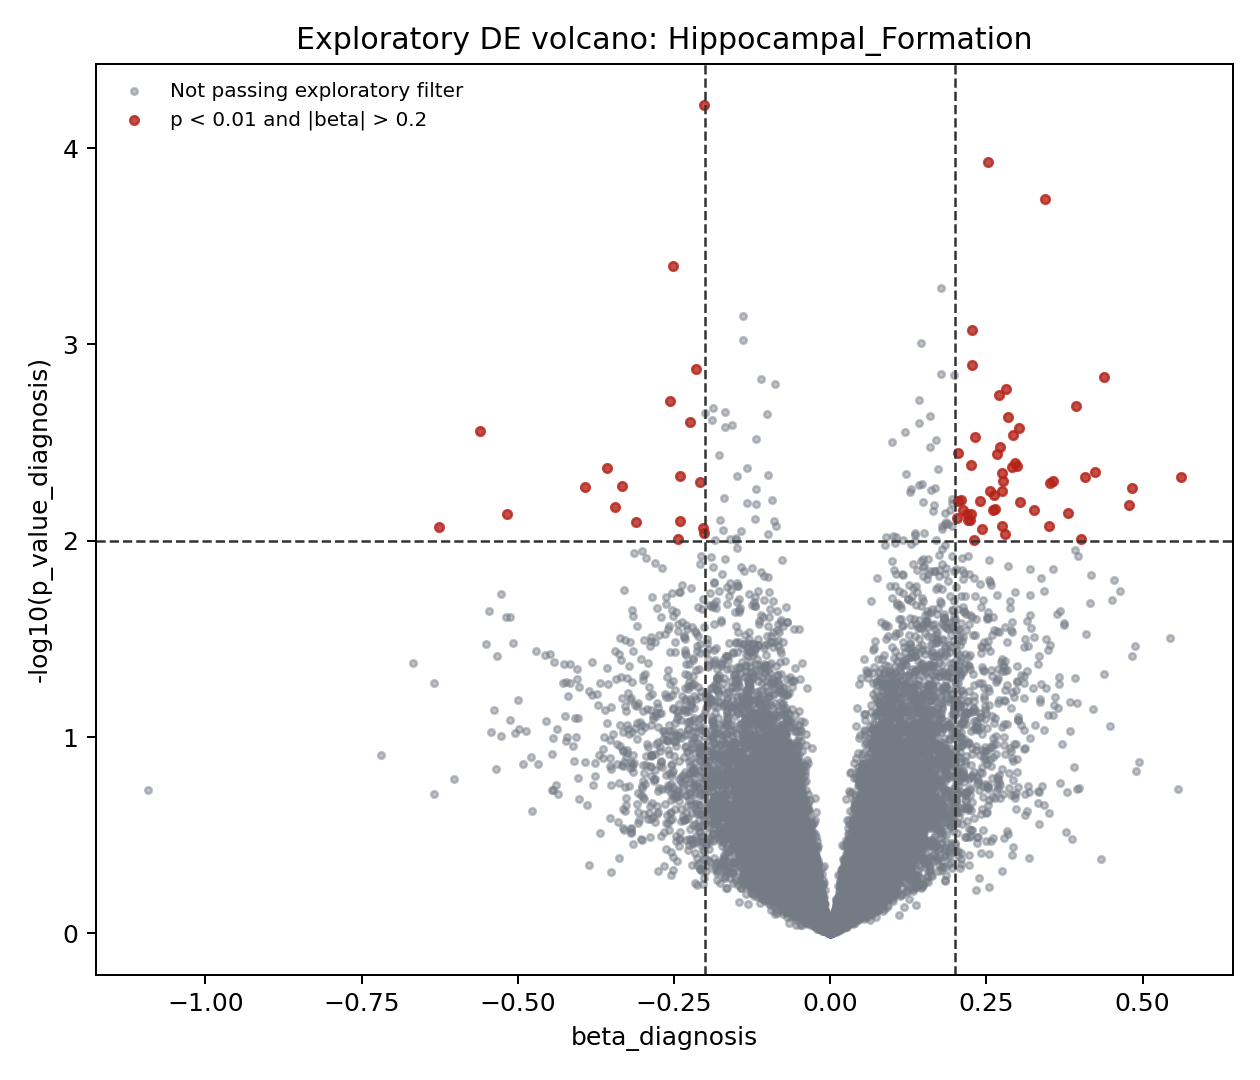 Exploratory DE volcano: Hippocampal_Formation
Not passing exploratory filter
p < 0.01 and |beta| > 0.2
4
3
2
1
0
-log10(p_value_diagnosis)
−1.00 −0.75 −0.50 −0.25 0.00 0.25 0.50
beta_diagnosis